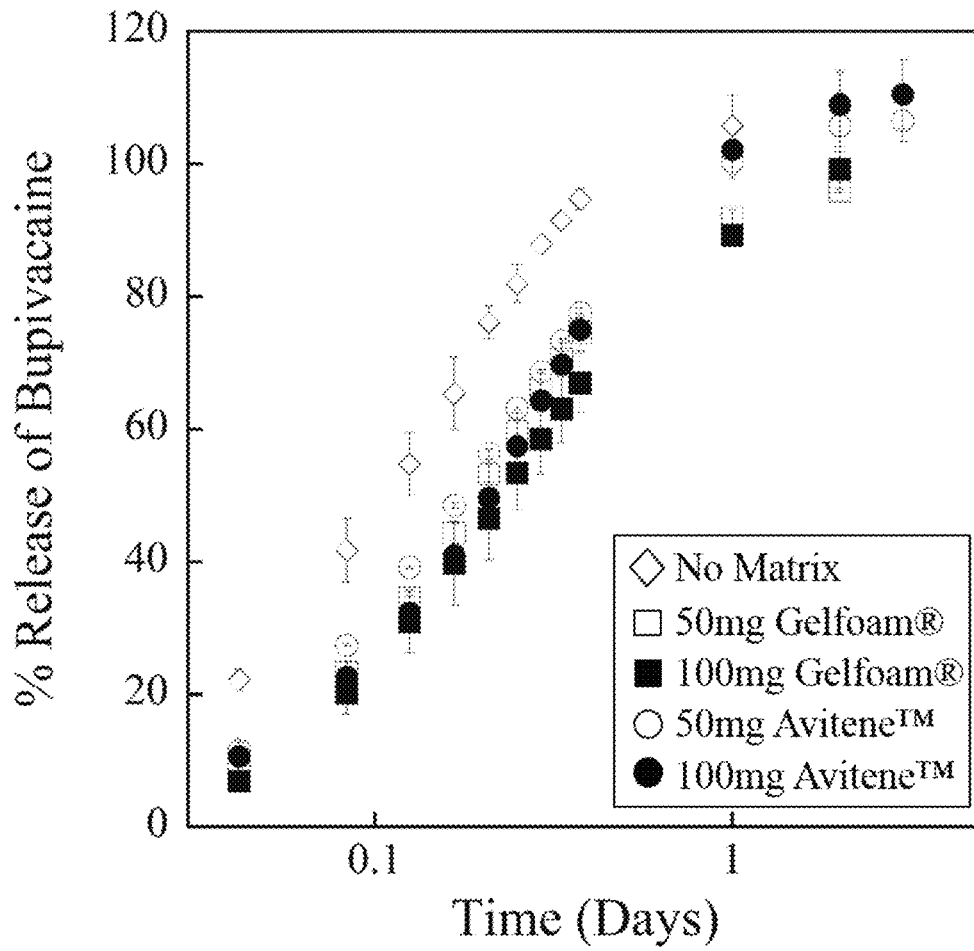 % Release of Bupivacaine
120
100
80
60
40
20
0
No Matrix
50mg Gelfoam®
100mg Gelfoam®
50mg Avitene™
100mg Avitene™
0.1
1
Time (Days)